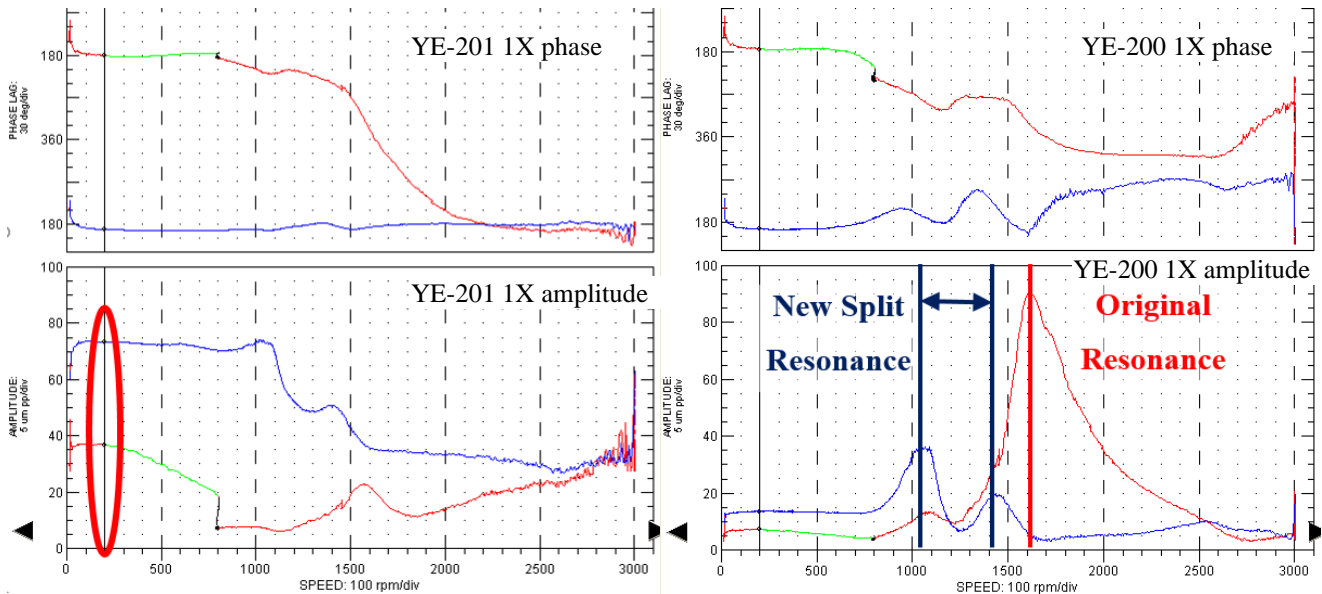 YE-201 1X phase
PHASE LAG:
30 deg/div
180
360
180
YE-201 1X amplitude
AMPLITUDE:
5 um pp/div
100
80
60
40
20
0
0 500 1000 1500 2000 2500 3000
SPEED: 100 rpm/div
YE-200 1X phase
PHASE LAG:
30 deg/div
180
360
180
YE-200 1X amplitude
New Split
Resonance
Original
Resonance
AMPLITUDE:
5 um pp/div
100
80
60
40
20
0
0 500 1000 1500 2000 2500 3000
SPEED: 100 rpm/div